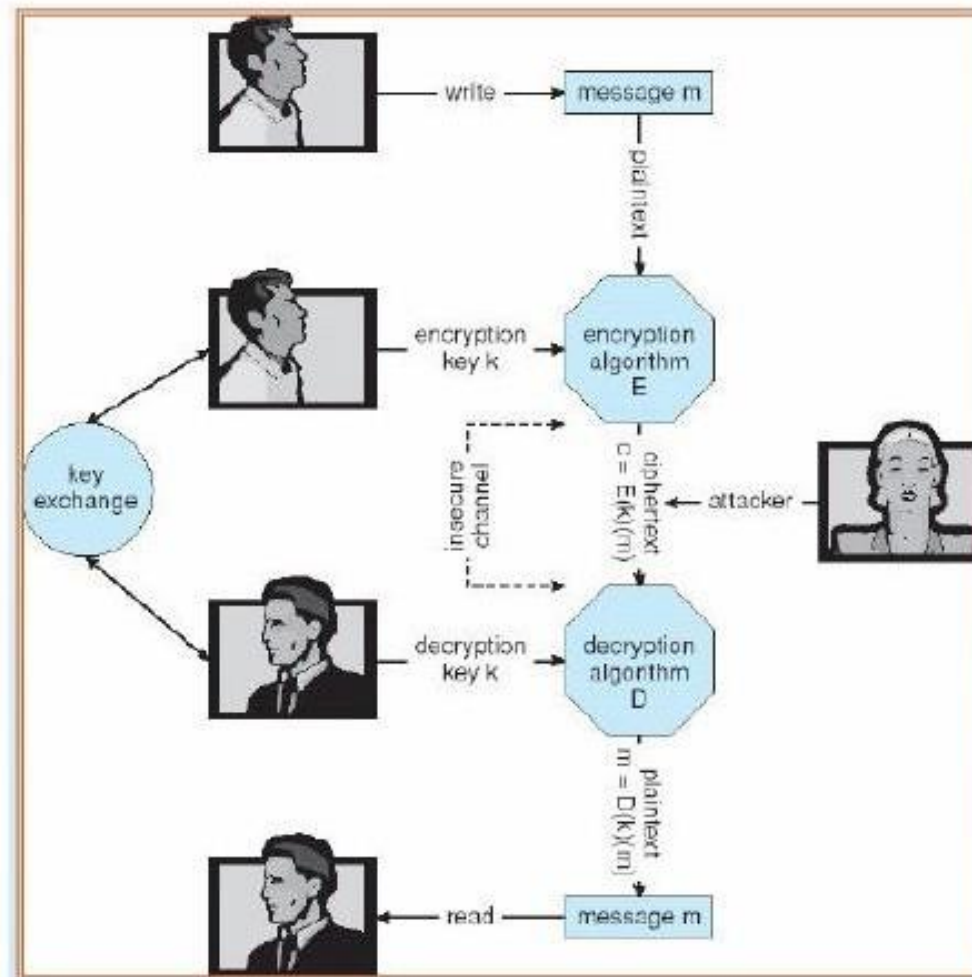 write
message m
plaintext
encryption
key k
encryption
algorithm
E
key
exchange
insecure
channel
ciphertext
c = E(k)(m)
attacker
decryption
key k
decryption
algorithm
D
plaintext
m = D(k)(m)
read
message m